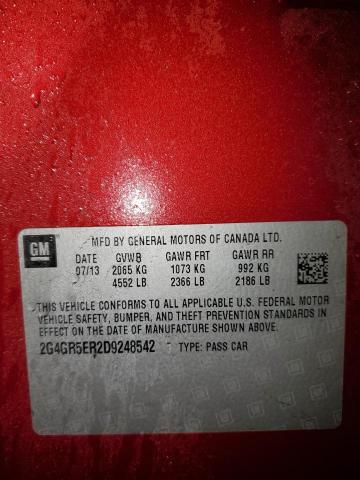 GM
MFD BY GENERAL MOTORS OF CANADA LTD.
DATE GVWR GAWR FRT GAWR RR
07/13 2065 KG 1073 KG 992 KG
4552 LB 2366 LB 2186 LB
THIS VEHICLE CONFORMS TO ALL APPLICABLE U.S. FEDERAL MOTOR
VEHICLE SAFETY, BUMPER, AND THEFT PREVENTION STANDARDS IN
EFFECT ON THE DATE OF MANUFACTURE SHOWN ABOVE.
2G4GR5ER2D9248542 TYPE: PASS CAR